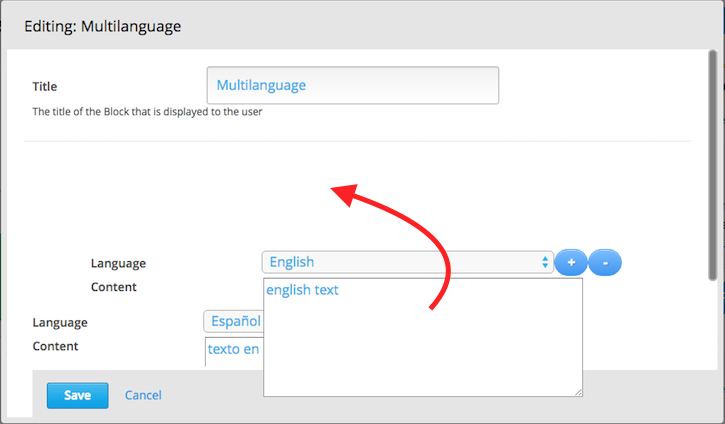 Editing: Multilanguage
Title Multilanguage
The title of the Block that is displayed to the user
Language English + -
Content english text
Language Español
Content texto en
Save Cancel